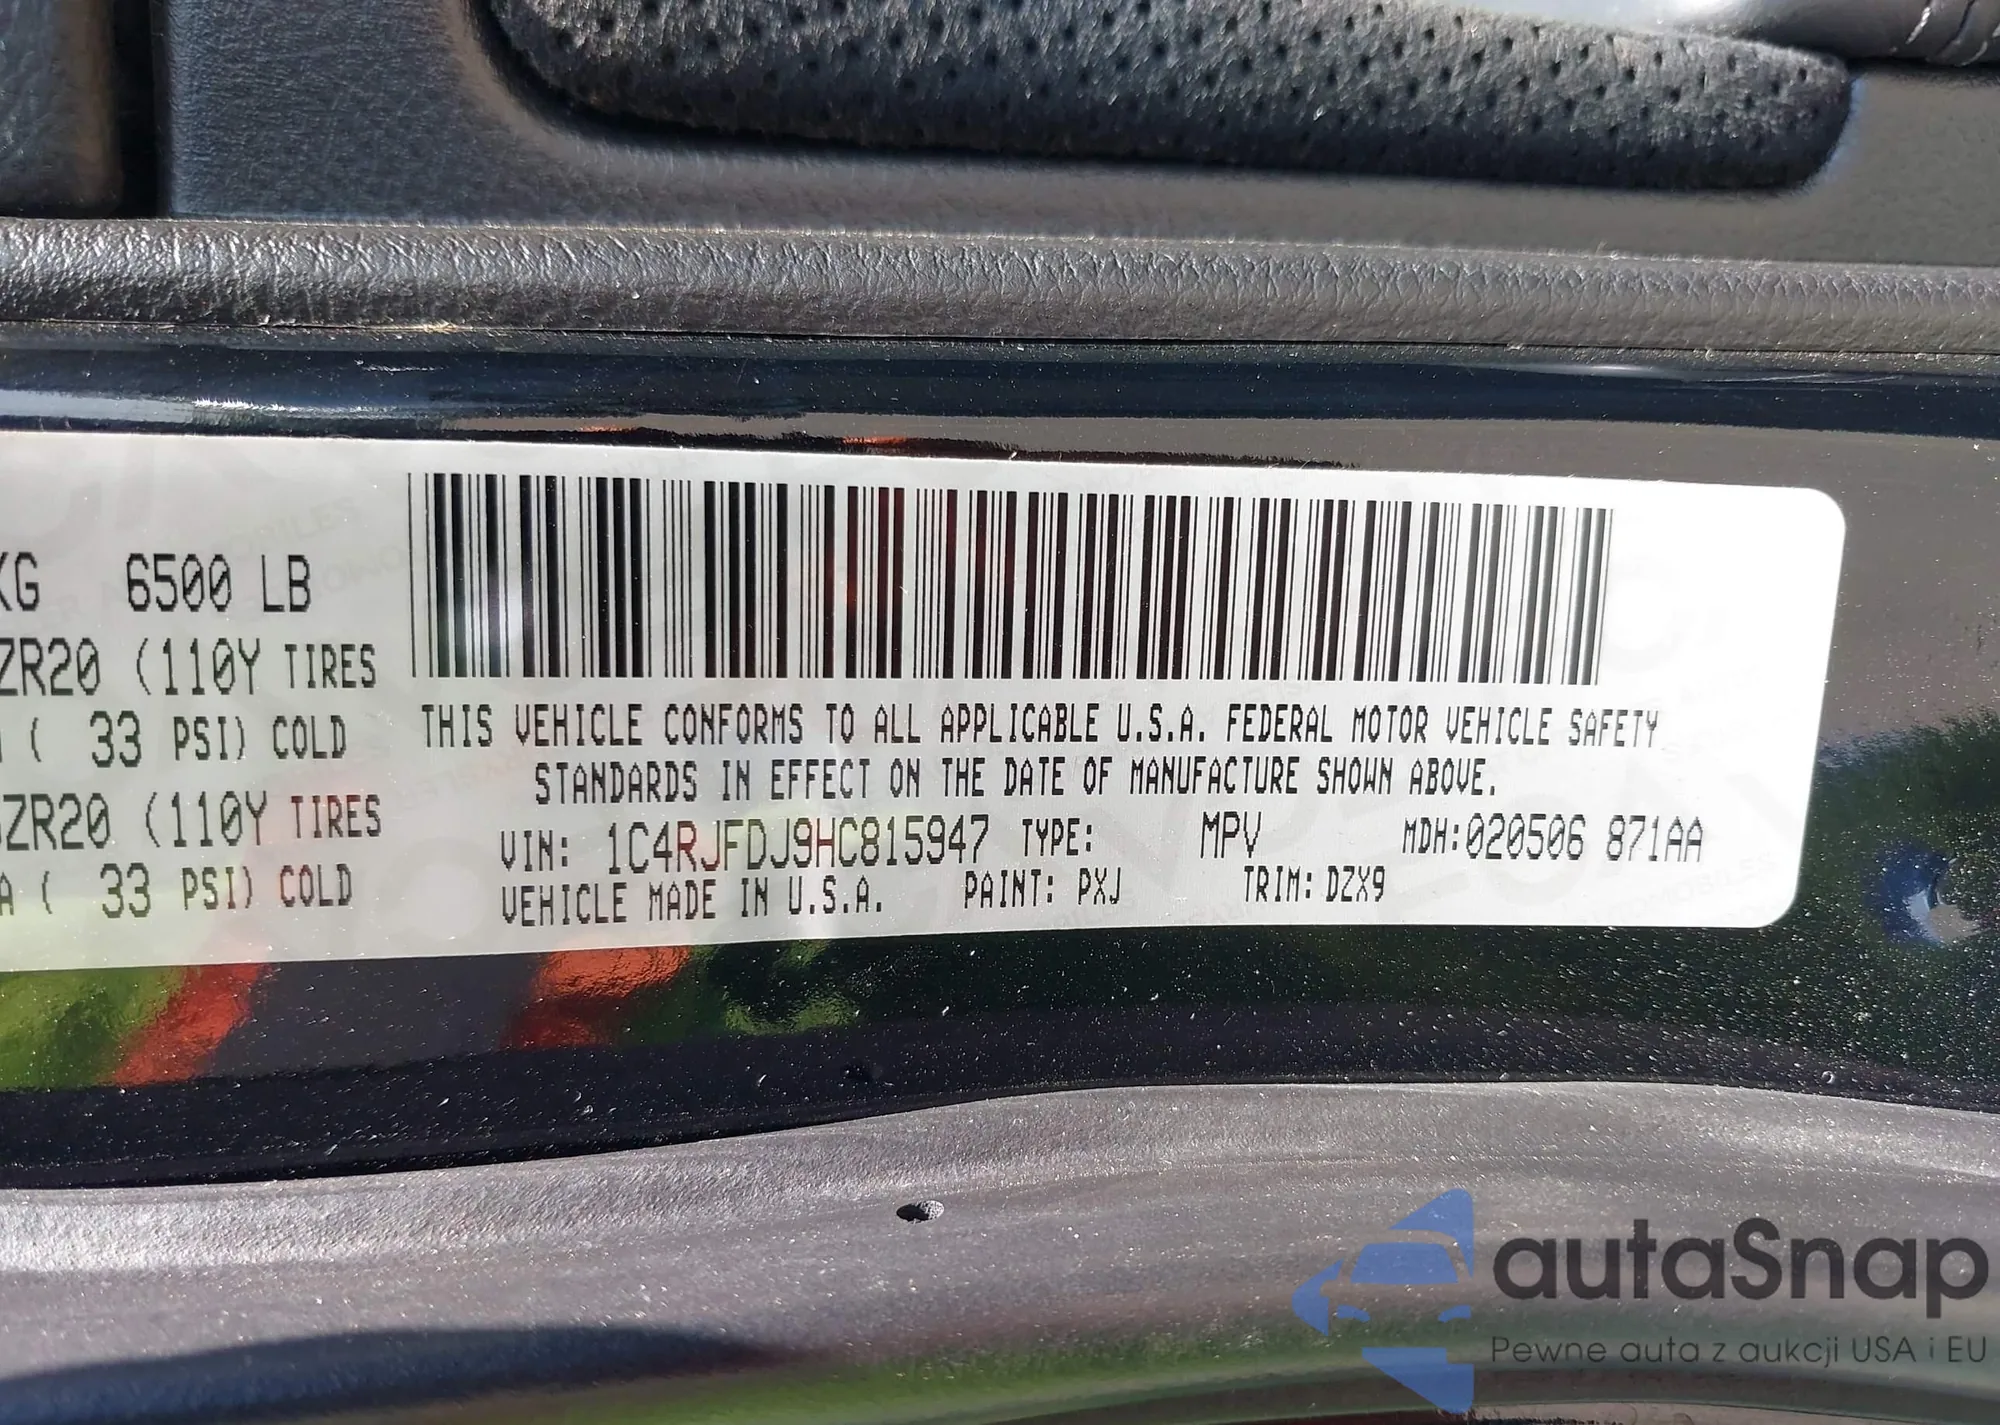 KG 6500 LB
ZR20 (110Y TIRES
( 33 PSI) COLD
ZR20 (110Y TIRES
A ( 33 PSI) COLD
THIS VEHICLE CONFORMS TO ALL APPLICABLE U.S.A. FEDERAL MOTOR VEHICLE SAFETY
STANDARDS IN EFFECT ON THE DATE OF MANUFACTURE SHOWN ABOVE.
VIN: 1C4RJFDJ9HC815947 TYPE: MPV MDH:020506 871AA
VEHICLE MADE IN U.S.A. PAINT: PXJ TRIM: DZX9
autaSnap
Pewne auta z aukcji USA i EU